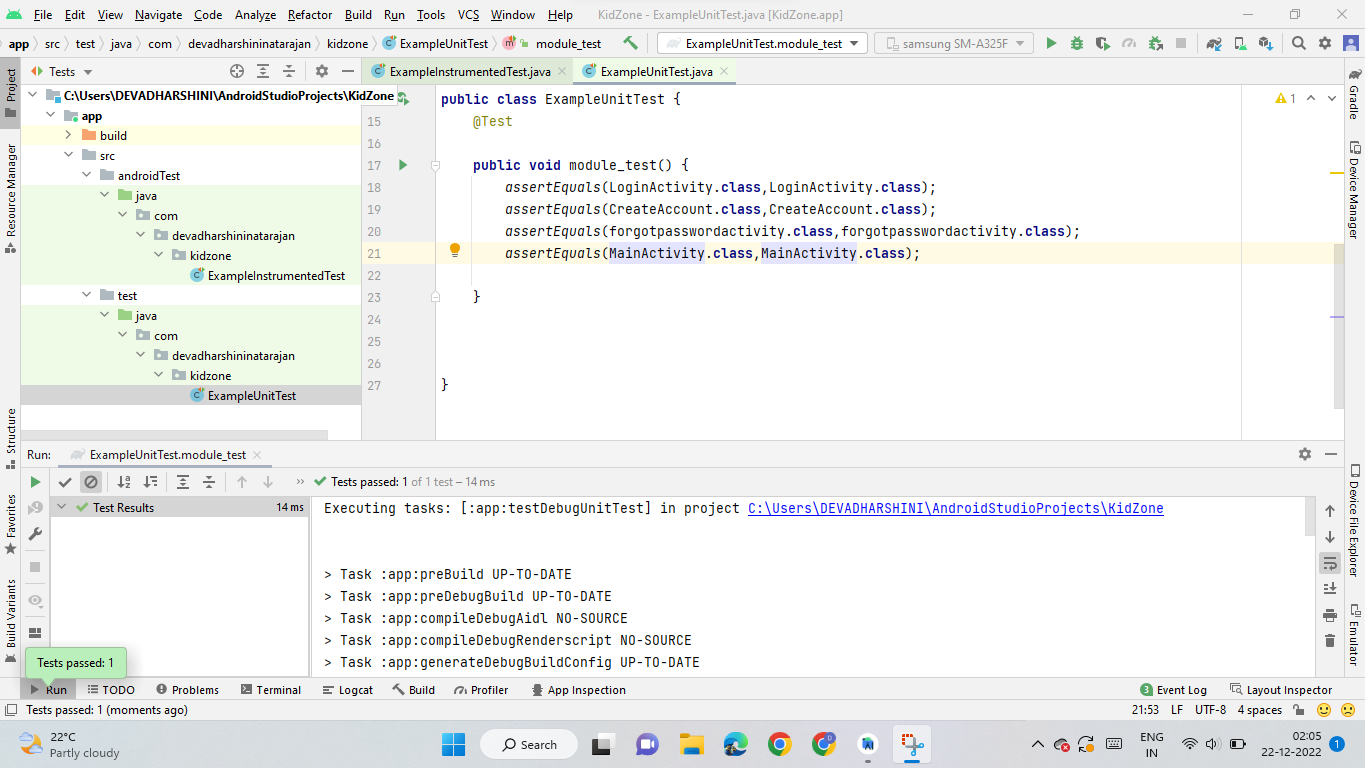 File Edit View Navigate Code Analyze Refactor Build Run Tools VCS Window Help KidZone - ExampleUnitTest.java [KidZone.app]
app src test java com devadharshininatarajan kidzone ExampleUnitTest module_test ExampleUnitTest.module_test samsung SM-A325F
Tests ExampleInstrumentedTest.java ExampleUnitTest.java
Project
Resource Manager
Structure
Favorites
Build Variants
C:\Users\DEVADHARSHINI\AndroidStudioProjects\KidZone
app
build
src
androidTest
java
com
devadharshininatarajan
kidzone
ExampleInstrumentedTest
test
java
com
devadharshininatarajan
kidzone
ExampleUnitTest
public class ExampleUnitTest { 1
15 @Test
16
17 public void module_test() {
18 assertEquals(LoginActivity.class,LoginActivity.class);
19 assertEquals(CreateAccount.class,CreateAccount.class);
20 assertEquals(forgotpasswordactivity.class,forgotpasswordactivity.class);
21 assertEquals(MainActivity.class,MainActivity.class);
22
23 }
24
25
26
27 }
Gradle
Device Manager
Device File Explorer
Emulator
Run: ExampleUnitTest.module_test
Tests passed: 1 of 1 test – 14 ms
Test Results 14 ms
Executing tasks: [:app:testDebugUnitTest] in project C:\Users\DEVADHARSHINI\AndroidStudioProjects\KidZone
> Task :app:preBuild UP-TO-DATE
> Task :app:preDebugBuild UP-TO-DATE
> Task :app:compileDebugAidl NO-SOURCE
> Task :app:compileDebugRenderscript NO-SOURCE
> Task :app:generateDebugBuildConfig UP-TO-DATE
Tests passed: 1
Run TODO Problems Terminal Logcat Build Profiler App Inspection 3 Event Log Layout Inspector
Tests passed: 1 (moments ago) 21:53 LF UTF-8 4 spaces
22°C
Partly cloudy
Search
ENG
IN
02:05
22-12-2022
1